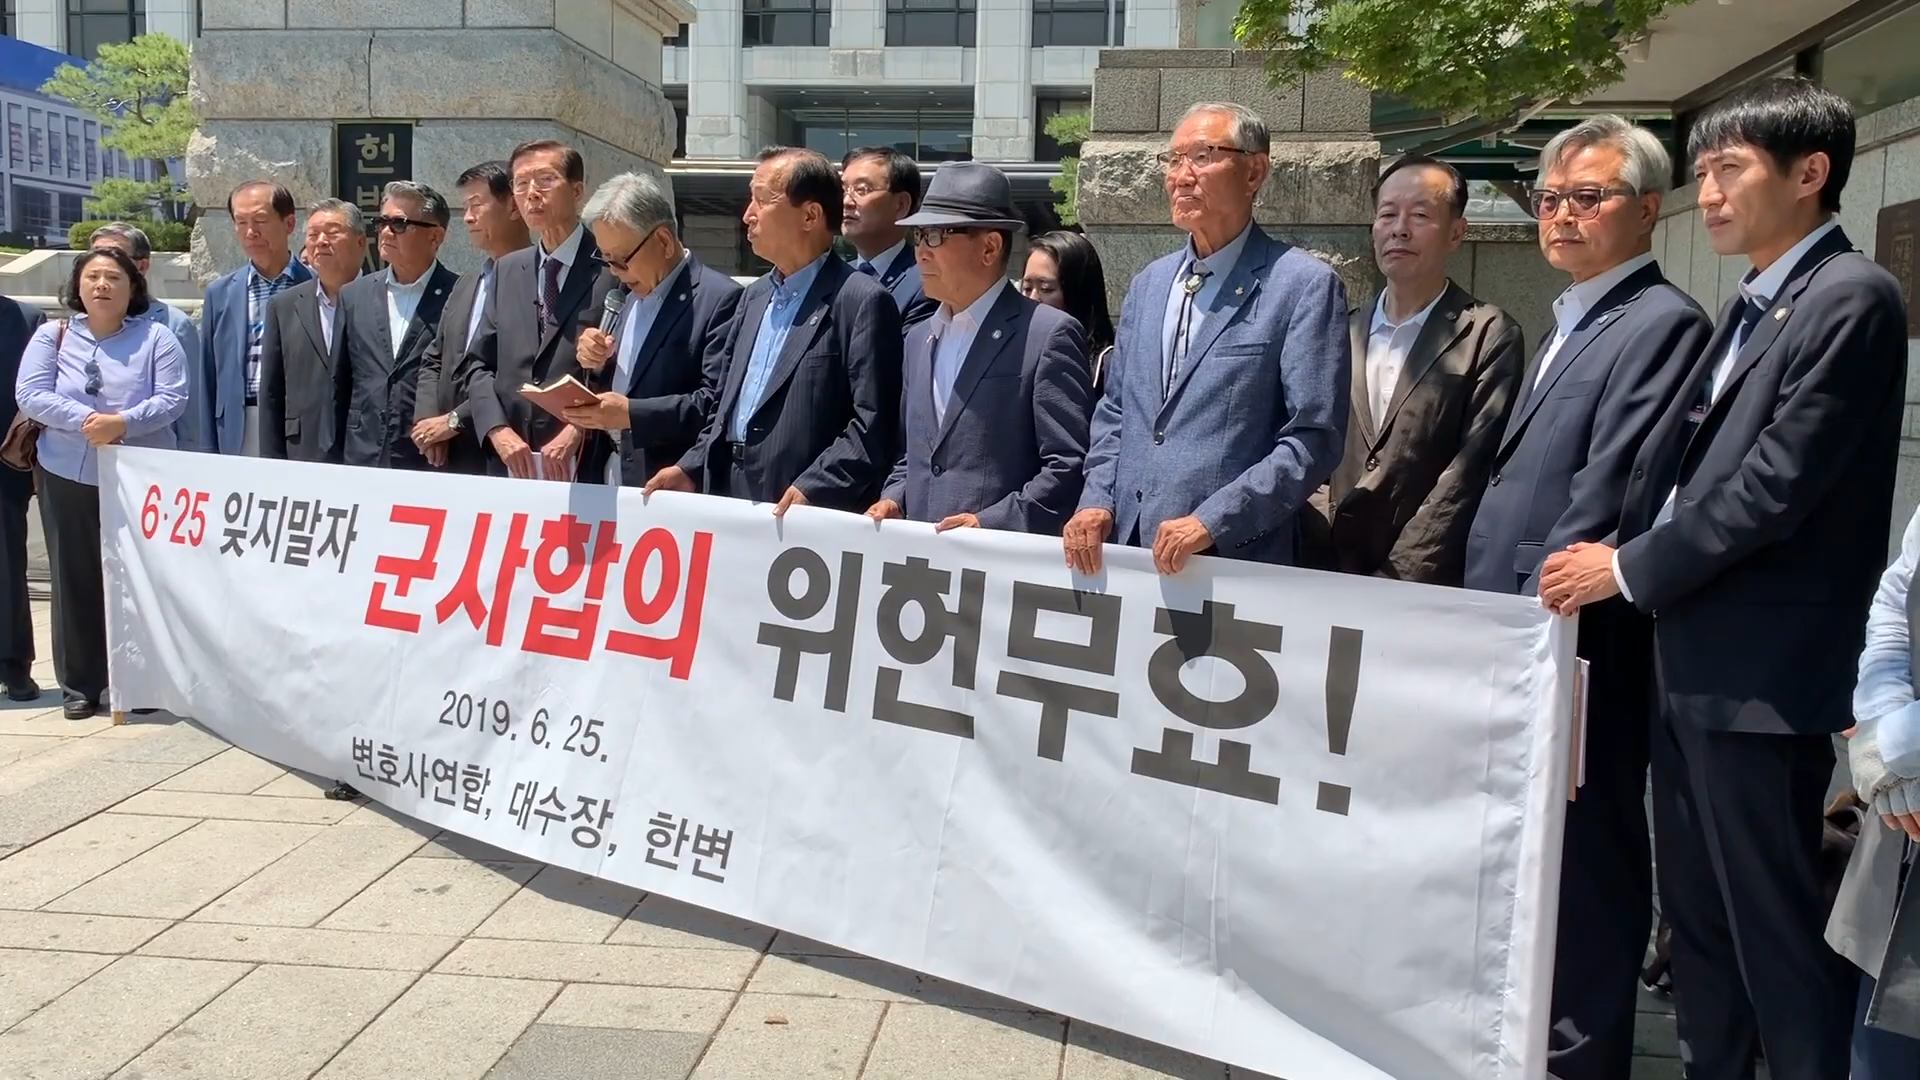 헌
6·25 잊지말자 군사합의 위헌무효!
2019. 6. 25.
변호사연합, 대수장, 한변